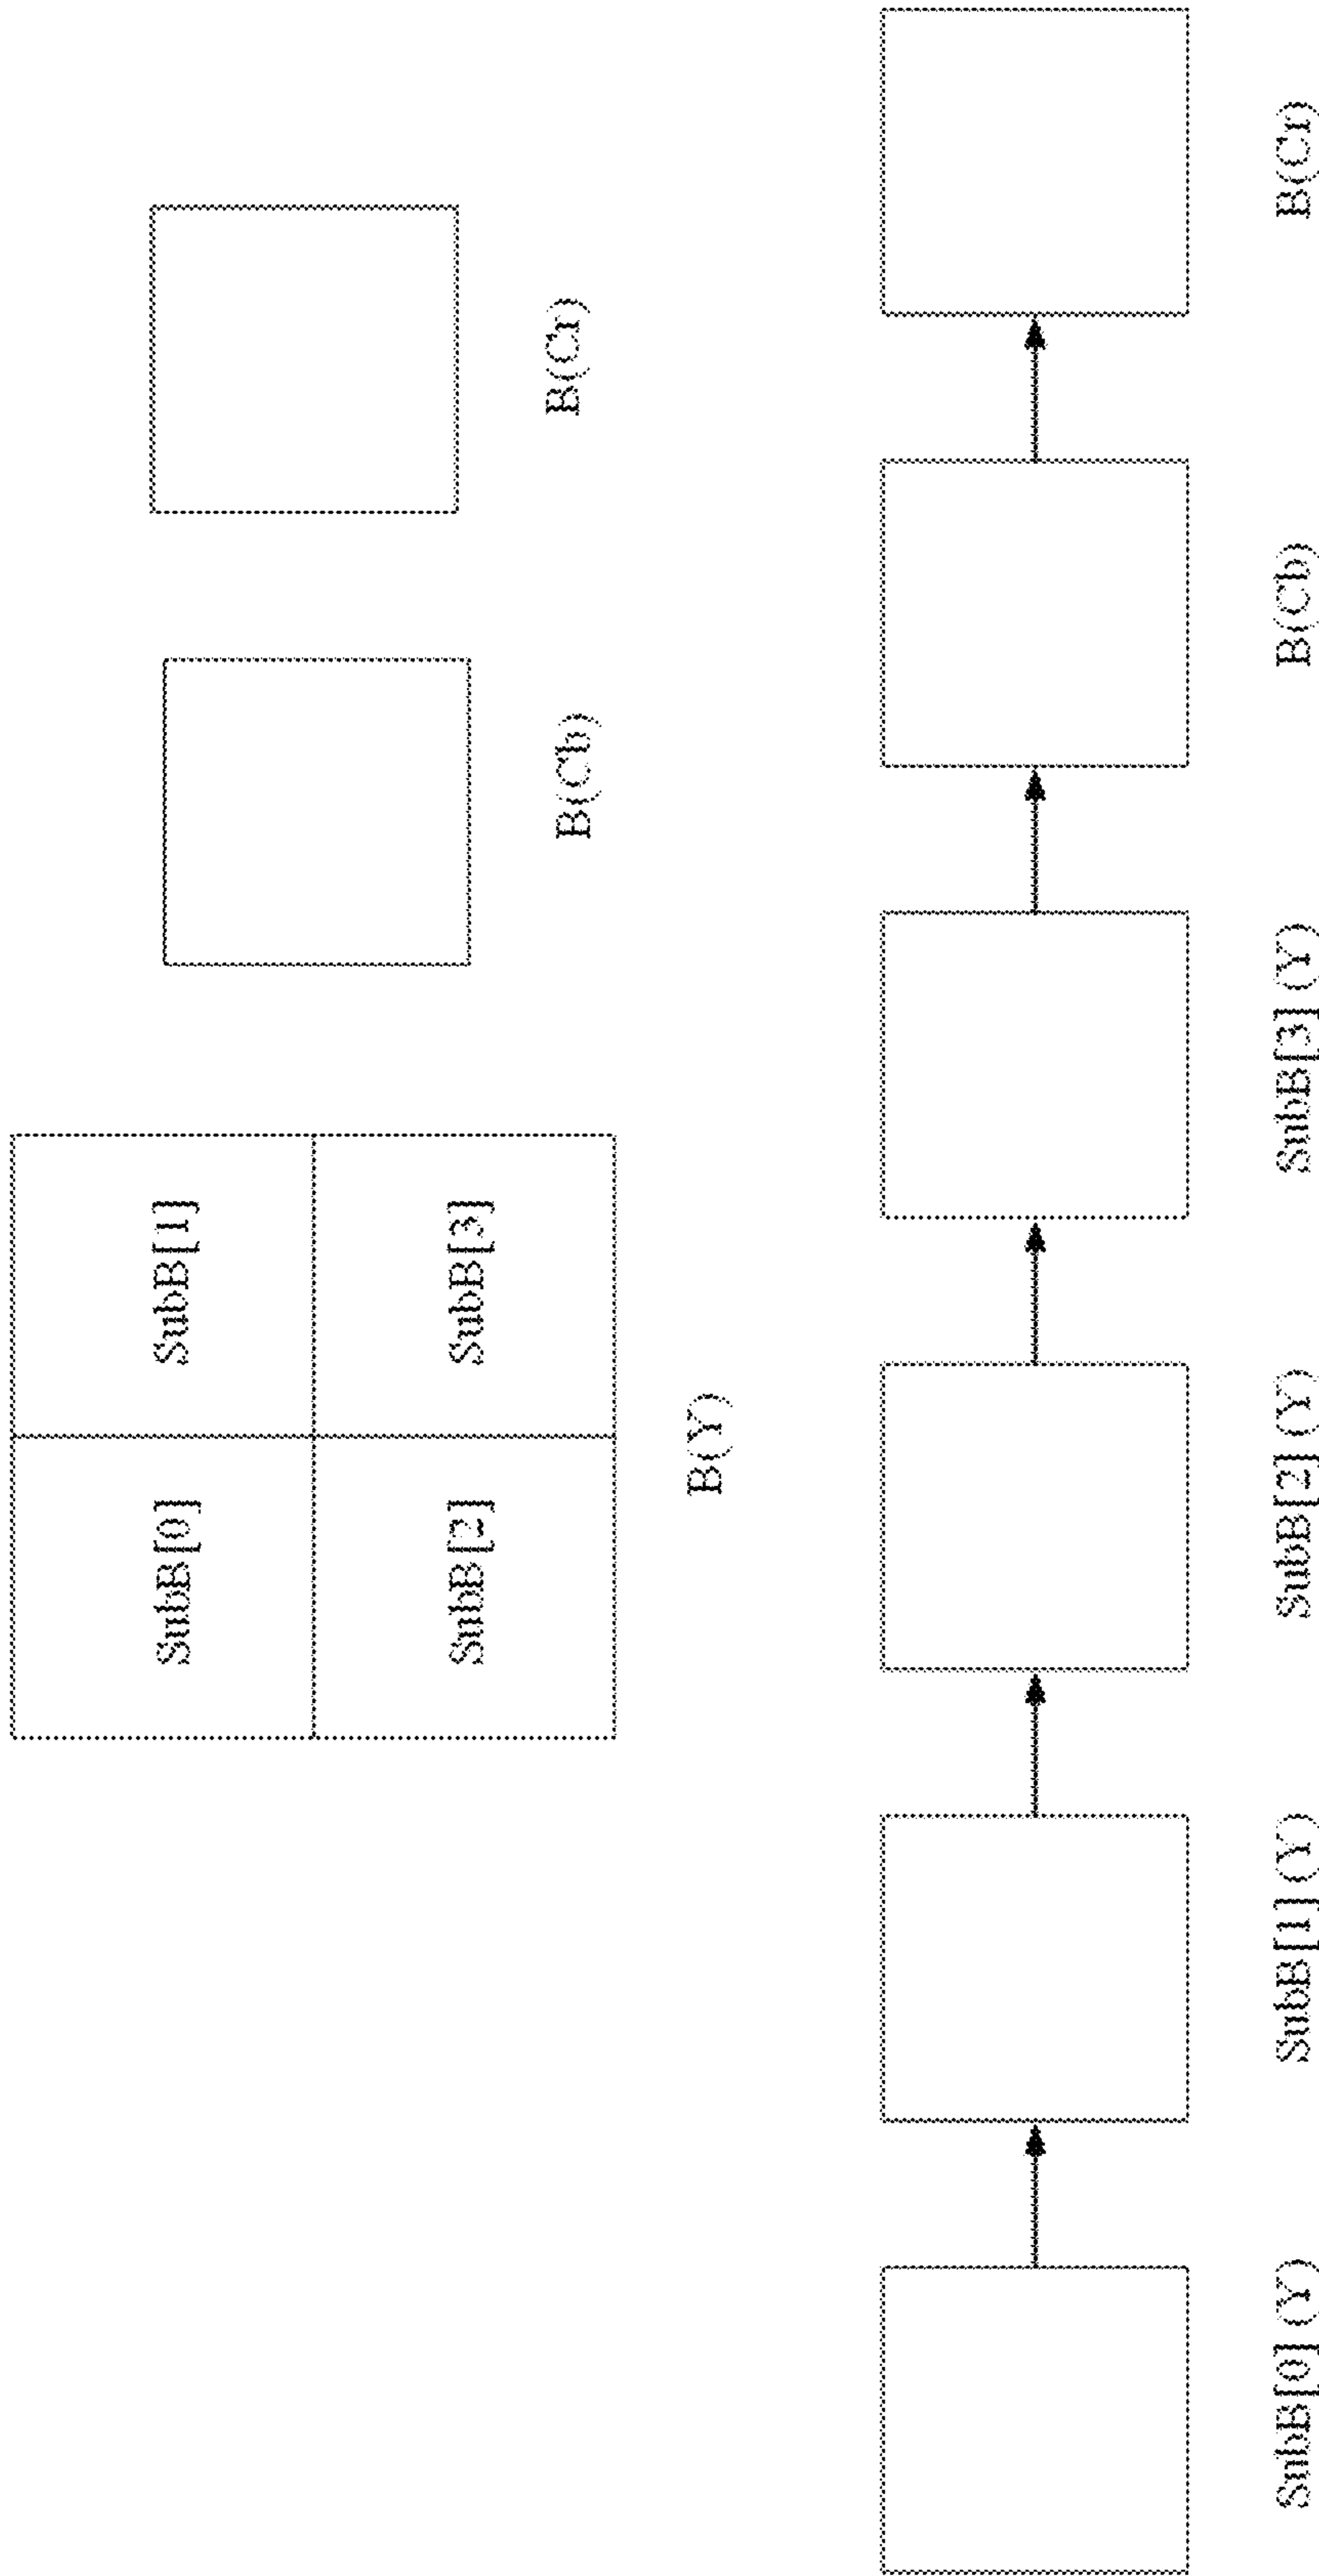 SubB[0]
SubB[1]
SubB[2]
SubB[3]
B(Y)
B(Cb)
B(Cr)
SubB[0] (Y)
SubB[1] (Y)
SubB[2] (Y)
SubB[3] (Y)
B(Cb)
B(Cr)